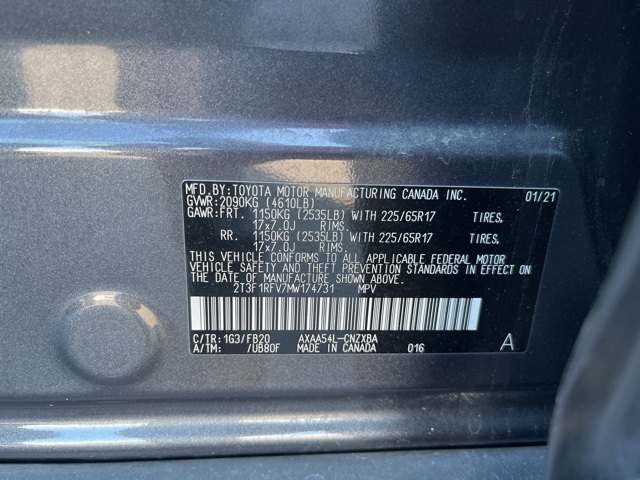 MFD.BY:TOYOTA MOTOR MANUFACTURING CANADA INC. 01/21
GVWR:2090KG (4610LB)
GAWR:FRT. 1150KG (2535LB) WITH 225/65R17 TIRES,
17x7.0J RIMS.
RR. 1150KG (2535LB) WITH 225/65R17 TIRES,
17x7.0J RIMS.
THIS VEHICLE CONFORMS TO ALL APPLICABLE FEDERAL MOTOR
VEHICLE SAFETY AND THEFT PREVENTION STANDARDS IN EFFECT ON
THE DATE OF MANUFACTURE SHOWN ABOVE.
2T3F1RFV7MW174731 MPV
C/TR:1G3/FB20 AXAA54L-CNZXBA
A/TM: /UB80F MADE IN CANADA 016 A